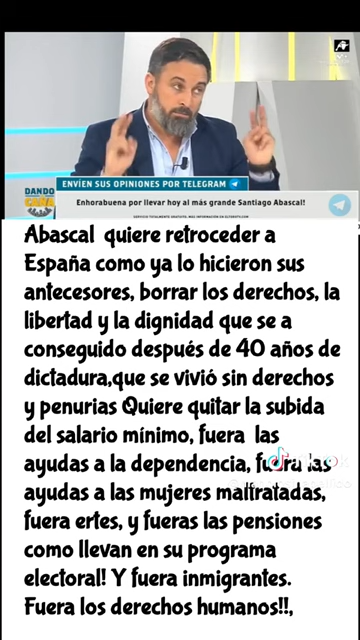 ENVÍEN SUS OPINIONES POR TELEGRAM
DANDO
CAÑA
Enhorabuena por llevar hoy al más grande Santiago Abascal!
Abascal quiere retroceder a
España como ya lo hicieron sus
antecesores, borrar los derechos, la
libertad y la dignidad que se a
conseguido después de 40 años de
dictadura,que se vivió sin derechos
y penurias Quiere quitar la subida
del salario mínimo, fuera las
ayudas a la dependencia, fuera las
ayudas a las mujeres maltratadas,
fuera ertes, y fueras las pensiones
como llevan en su programa
electoral! Y fuera inmigrantes.
Fuera los derechos humanos!!,